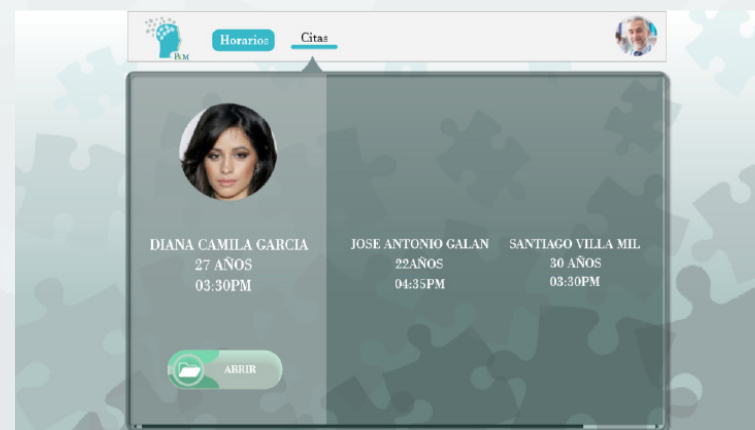 PCM
Horarios
Citas
DIANA CAMILA GARCIA
27 AÑOS
03:30PM
JOSE ANTONIO GALAN
22AÑOS
04:35PM
SANTIAGO VILLA MIL
30 AÑOS
03:30PM
ABRIR